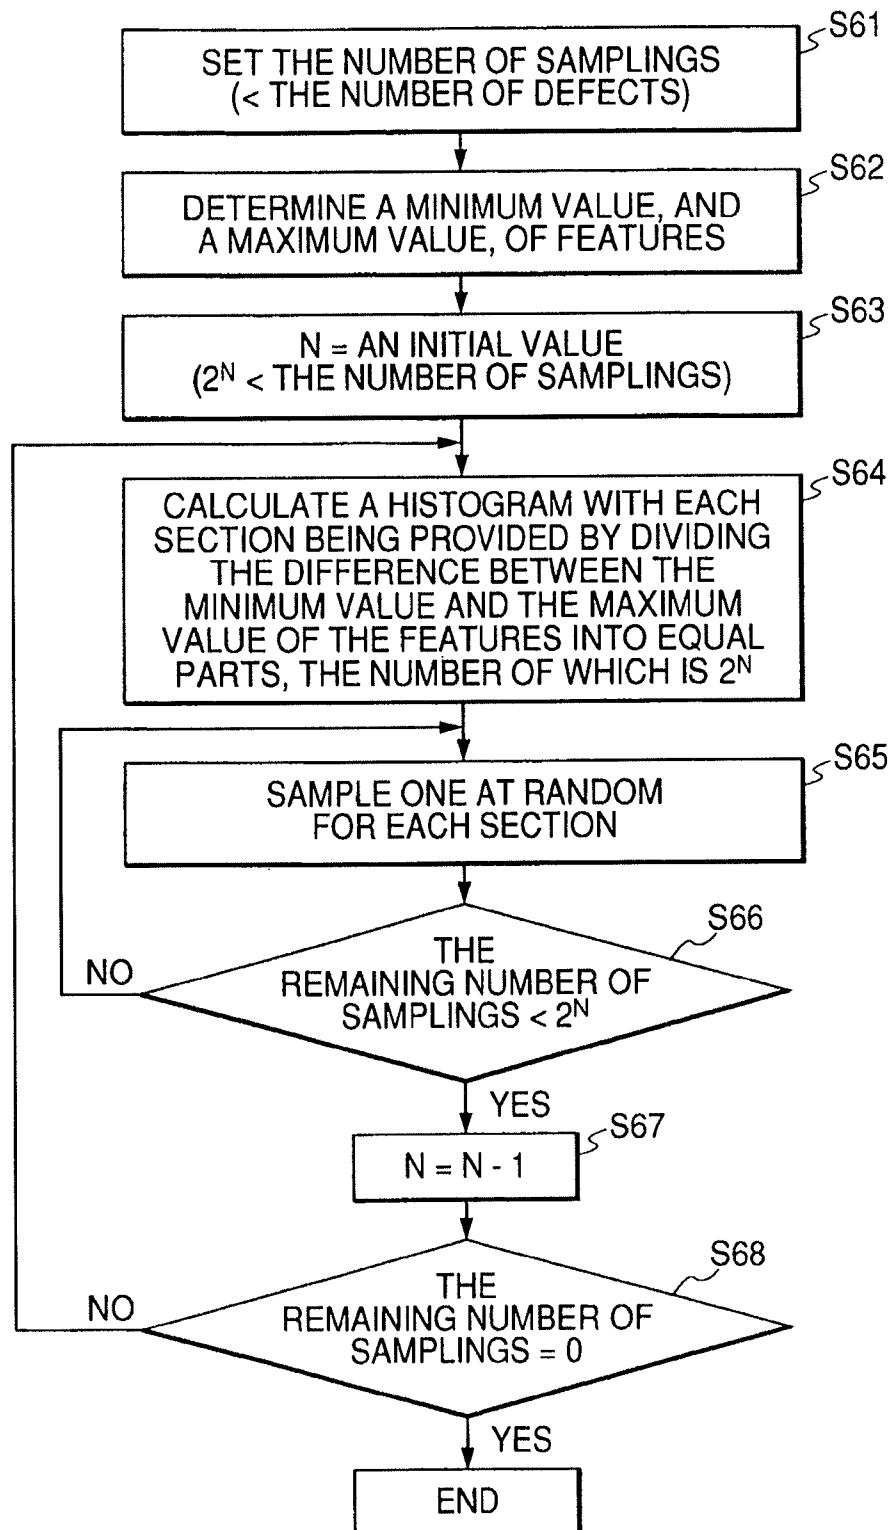 S61
SET THE NUMBER OF SAMPLINGS
(< THE NUMBER OF DEFECTS)
S62
DETERMINE A MINIMUM VALUE, AND
A MAXIMUM VALUE, OF FEATURES
S63
N = AN INITIAL VALUE
(2^N < THE NUMBER OF SAMPLINGS)
S64
CALCULATE A HISTOGRAM WITH EACH
SECTION BEING PROVIDED BY DIVIDING
THE DIFFERENCE BETWEEN THE
MINIMUM VALUE AND THE MAXIMUM
VALUE OF THE FEATURES INTO EQUAL
PARTS, THE NUMBER OF WHICH IS 2^N
S65
SAMPLE ONE AT RANDOM
FOR EACH SECTION
S66
THE
REMAINING NUMBER OF
SAMPLINGS < 2^N
NO
YES
S67
N = N - 1
S68
THE
REMAINING NUMBER OF
SAMPLINGS = 0
NO
YES
END